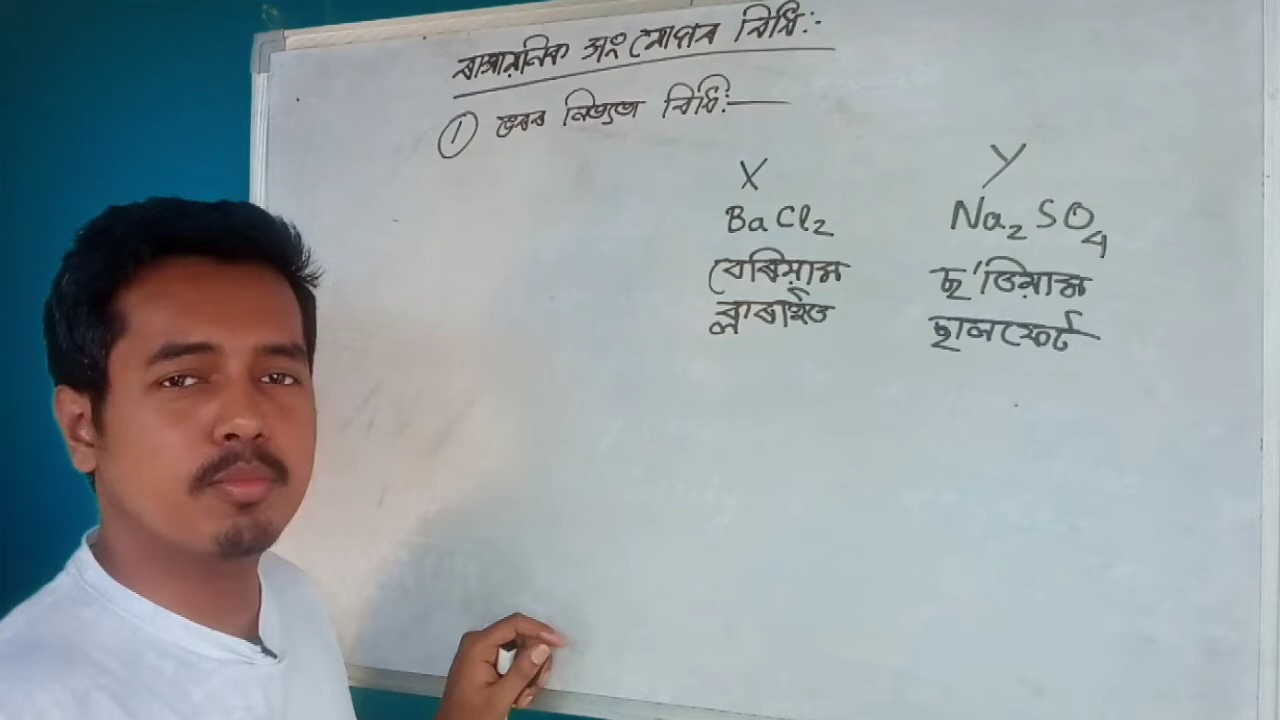 ৰাসায়নিক সংযোগৰ বিধি:-
① ভৰৰ নিত্যতা বিধি:—
X Y
BaCl₂ Na₂SO₄
বেৰিয়াম ছ'ডিয়াম
ক্ল'ৰাইড ছালফেট